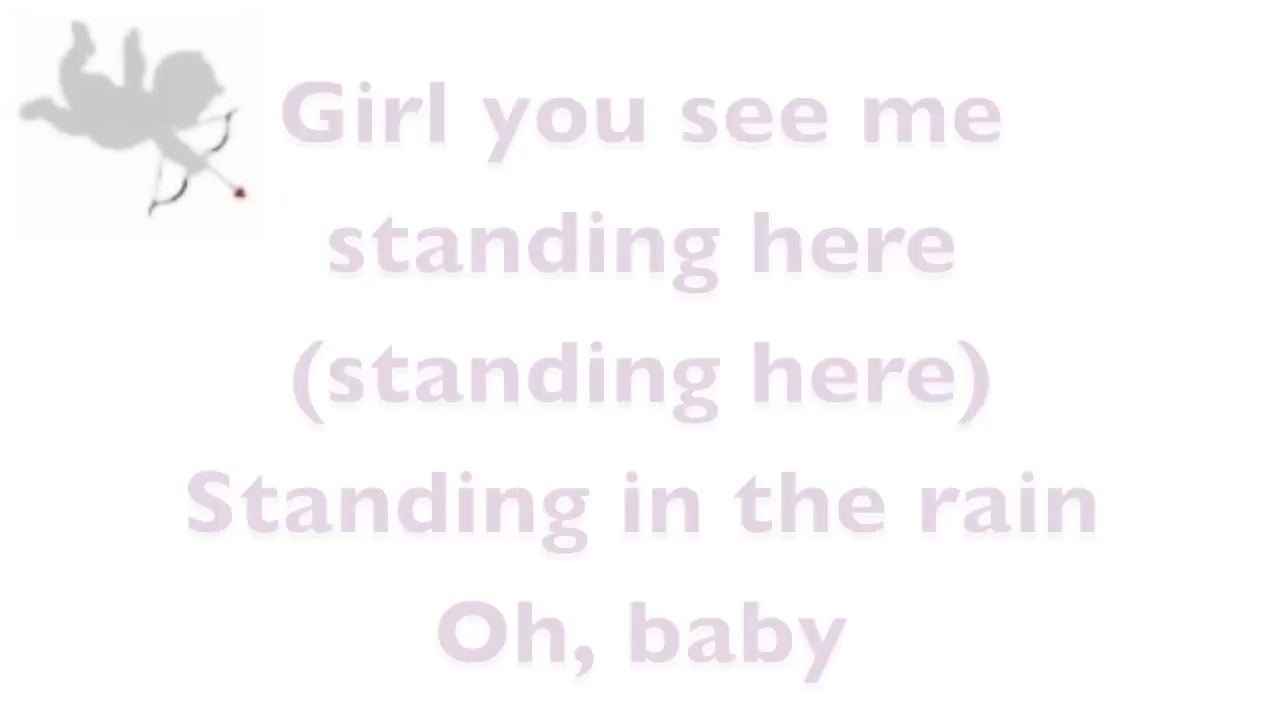 Girl you see me
standing here
(standing here)
Standing in the rain
Oh, baby